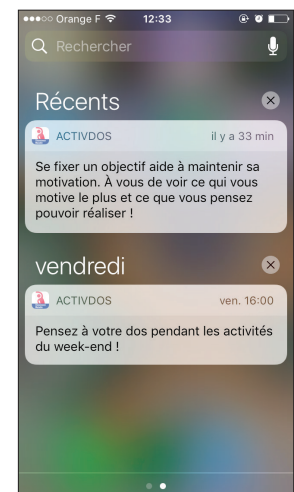 Orange F 12:33
Rechercher
Récents
ACTIVDOS il y a 33 min
Se fixer un objectif aide à maintenir sa
motivation. À vous de voir ce qui vous
motive le plus et ce que vous pensez
pouvoir réaliser !
vendredi
ACTIVDOS ven. 16:00
Pensez à votre dos pendant les activités
du week-end !